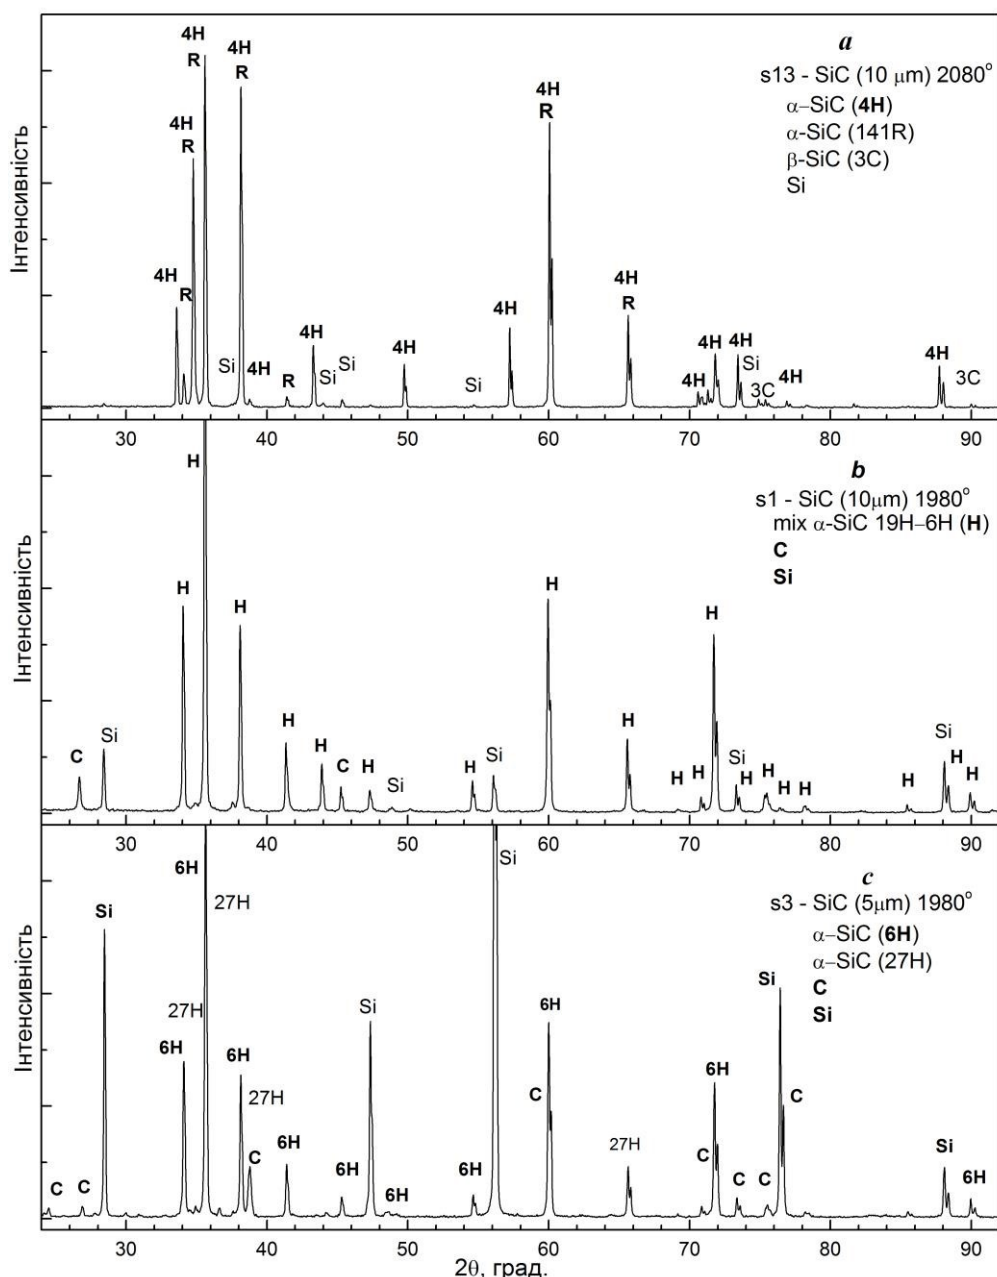 a
s13 - SiC (10 μm) 2080°
α–SiC (4H)
α-SiC (141R)
β-SiC (3C)
Si
Інтенсивність
4H
R
4H
R
4H
R
4H
R
4H
R
Si
4H
R
4H
Si
Si
4H
Si
4H
4H
R
4H
4H
4H
Si
3C
4H
4H
3C
30 40 50 60 70 80 90
b
s1 - SiC (10μm) 1980°
mix α-SiC 19H–6H (H)
C
Si
Інтенсивність
C
Si
H
H
H
H
H
C
H
Si
H
Si
H
H
H
H
H
Si
H
H
H
H
H
Si
H
H
30 40 50 60 70 80 90
c
s3 - SiC (5μm) 1980°
α–SiC (6H)
α–SiC (27H)
C
Si
Інтенсивність
C
C
Si
6H
27H
6H
27H
6H
27H
C
6H
6H
Si
6H
6H
Si
6H
C
27H
C
6H
C
C
Si
C
Si
6H
30 40 50 60 70 80 90
2θ, град.